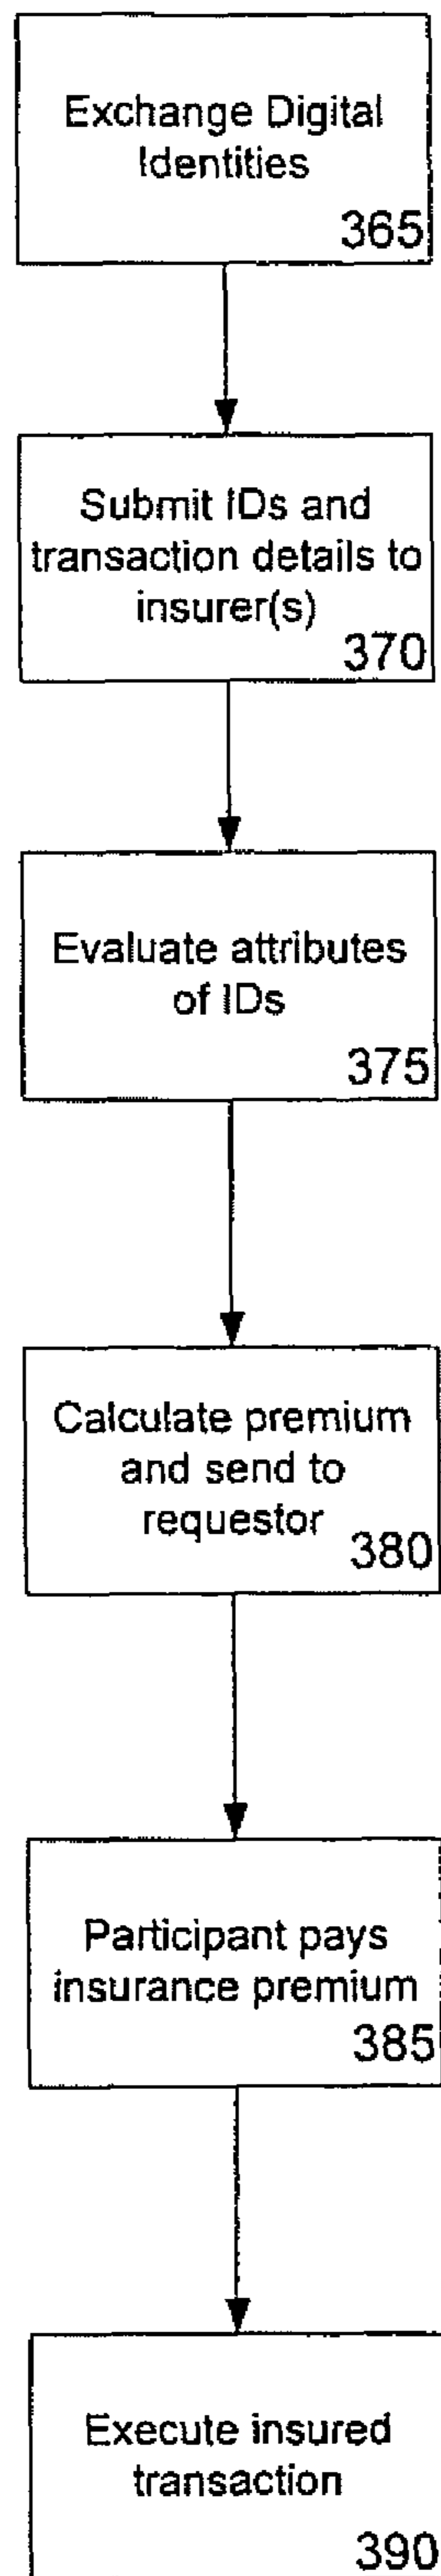 Exchange Digital
Identities
365
Submit IDs and
transaction details to
insurer(s)
370
Evaluate attributes
of IDs
375
Calculate premium
and send to
requestor
380
Participant pays
insurance premium
385
Execute insured
transaction
390